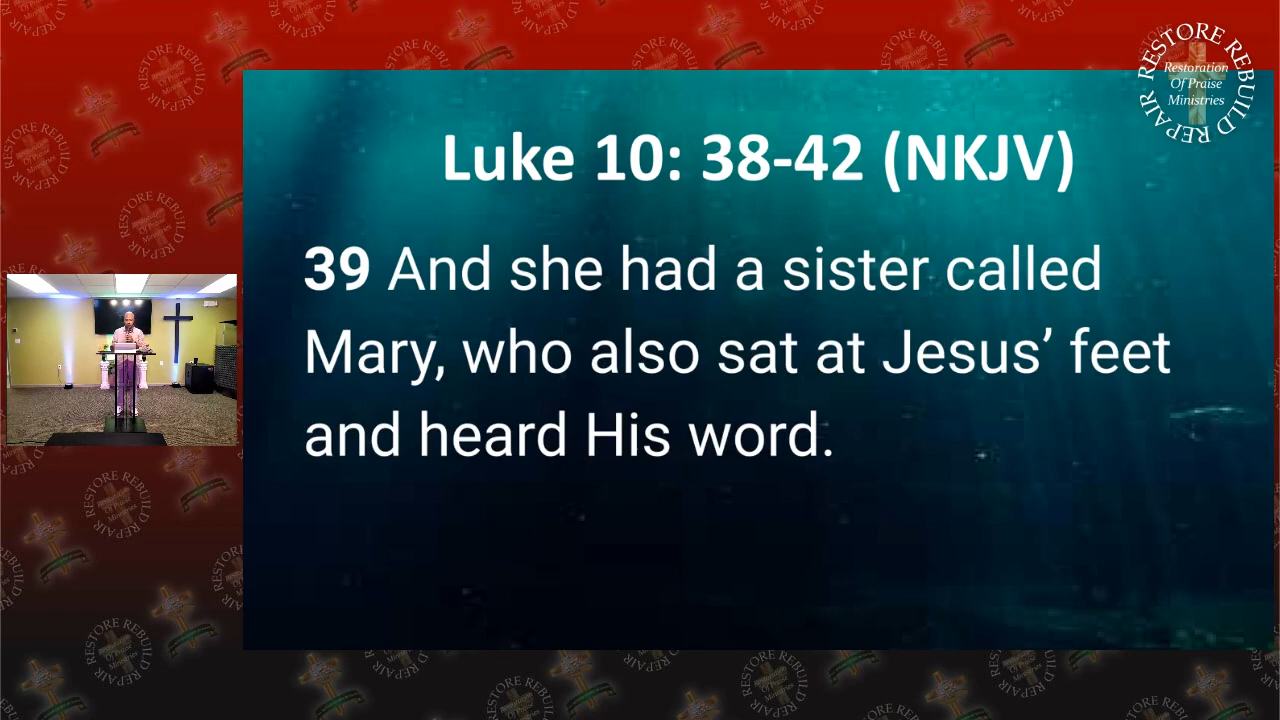 RESTORE REBUILD REPAIR
Restoration
Of Praise
Ministries
Luke 10: 38-42 (NKJV)
39 And she had a sister called
Mary, who also sat at Jesus’ feet
and heard His word.